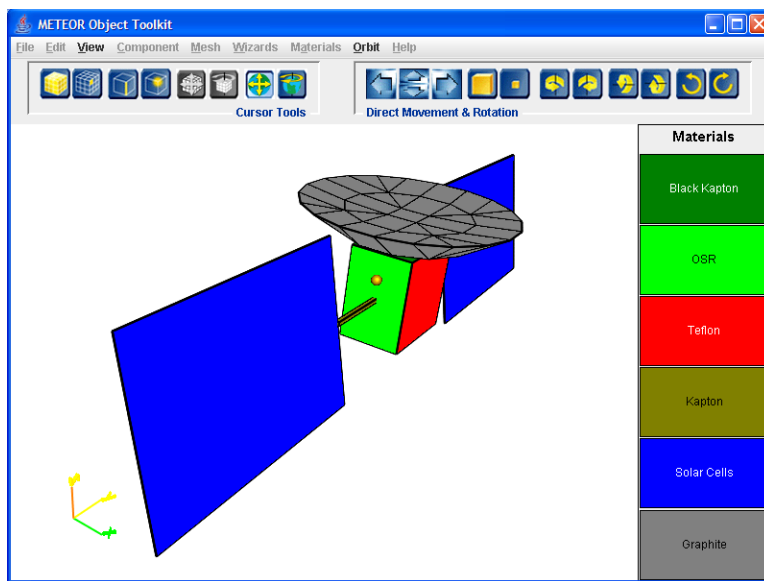 METEOR Object Toolkit
File Edit View Component Mesh Wizards Materials Orbit Help
Cursor Tools
Direct Movement & Rotation
Materials
Black Kapton
OSR
Teflon
Kapton
Solar Cells
Graphite